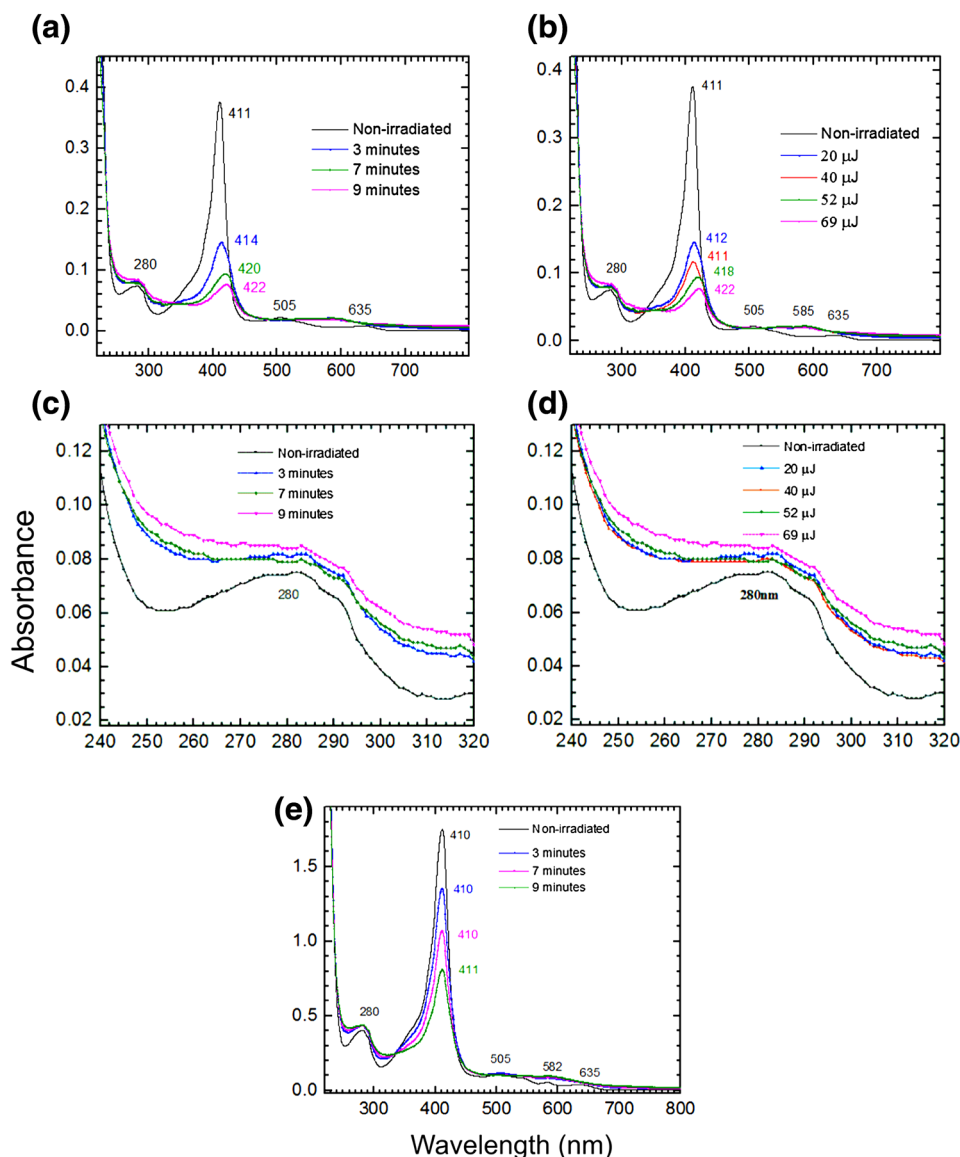 (a)
411
Non-irradiated
3 minutes
7 minutes
9 minutes
414
420
422
280
505
635
0.4
0.3
0.2
0.1
0.0
300 400 500 600 700
(b)
411
Non-irradiated
20 µJ
40 µJ
52 µJ
69 µJ
412
411
418
422
280
505
585
635
0.4
0.3
0.2
0.1
0.0
300 400 500 600 700
(c)
Non-irradiated
3 minutes
7 minutes
9 minutes
280
0.12
0.10
0.08
0.06
0.04
0.02
240 250 260 270 280 290 300 310 320
(d)
Non-irradiated
20 µJ
40 µJ
52 µJ
69 µJ
280nm
0.12
0.10
0.08
0.06
0.04
0.02
240 250 260 270 280 290 300 310 320
Absorbance
(e)
410
Non-irradiated
3 minutes
7 minutes
9 minutes
410
410
411
280
505
582
635
1.5
1.0
0.5
0.0
300 400 500 600 700 800
Wavelength (nm)